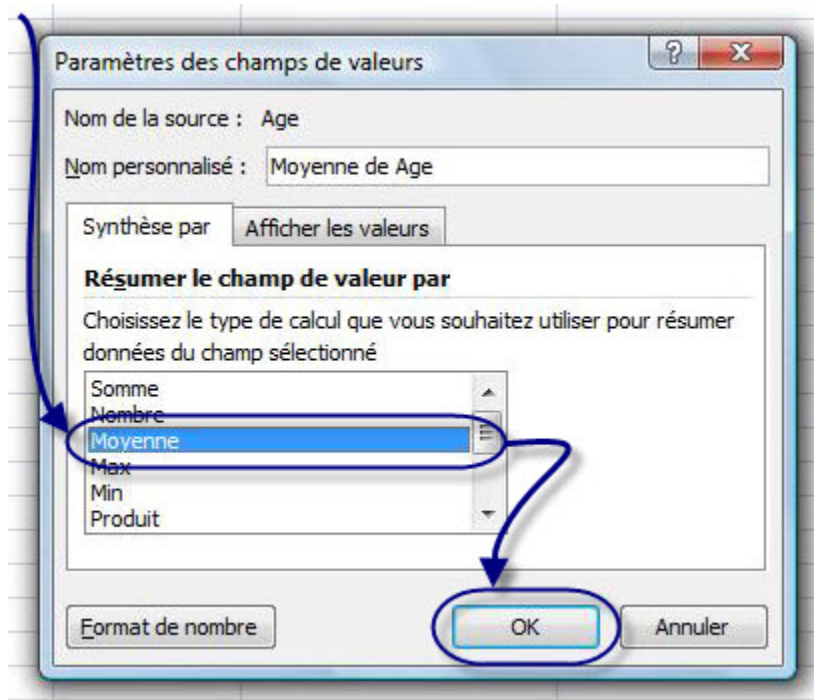 Paramètres des champs de valeurs
Nom de la source : Age
Nom personnalisé : Moyenne de Age
Synthèse par Afficher les valeurs
Résumer le champ de valeur par
Choisissez le type de calcul que vous souhaitez utiliser pour résumer
données du champ sélectionné
Somme
Nombre
Moyenne
Max
Min
Produit
Format de nombre OK Annuler